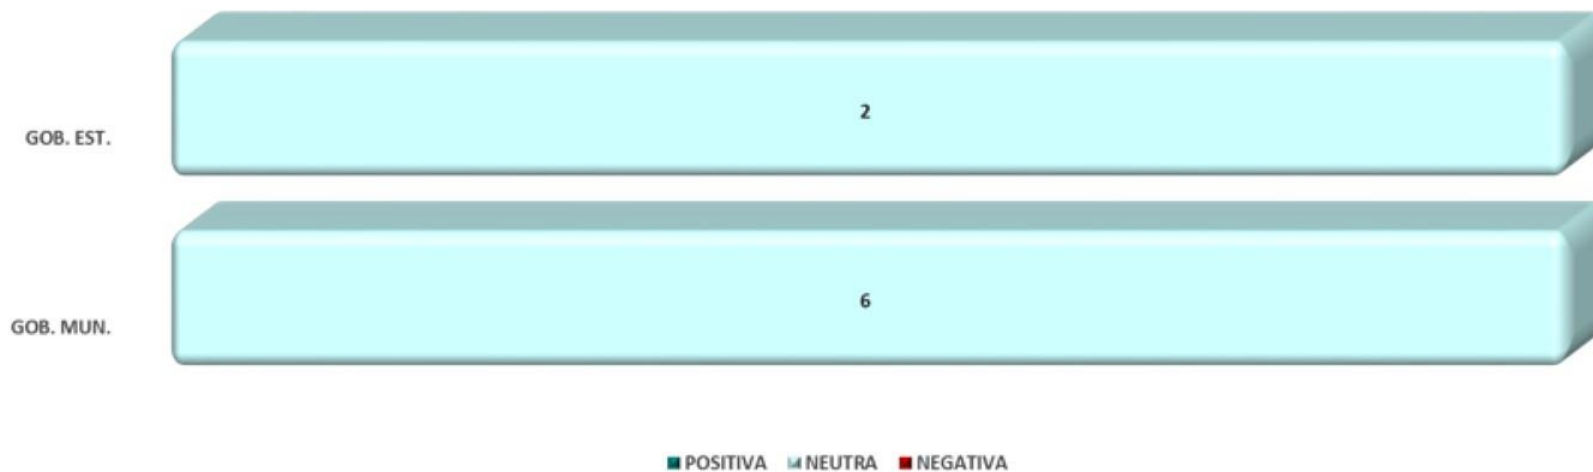 2
GOB. EST.
6
GOB. MUN.
POSITIVA NEUTRA NEGATIVA